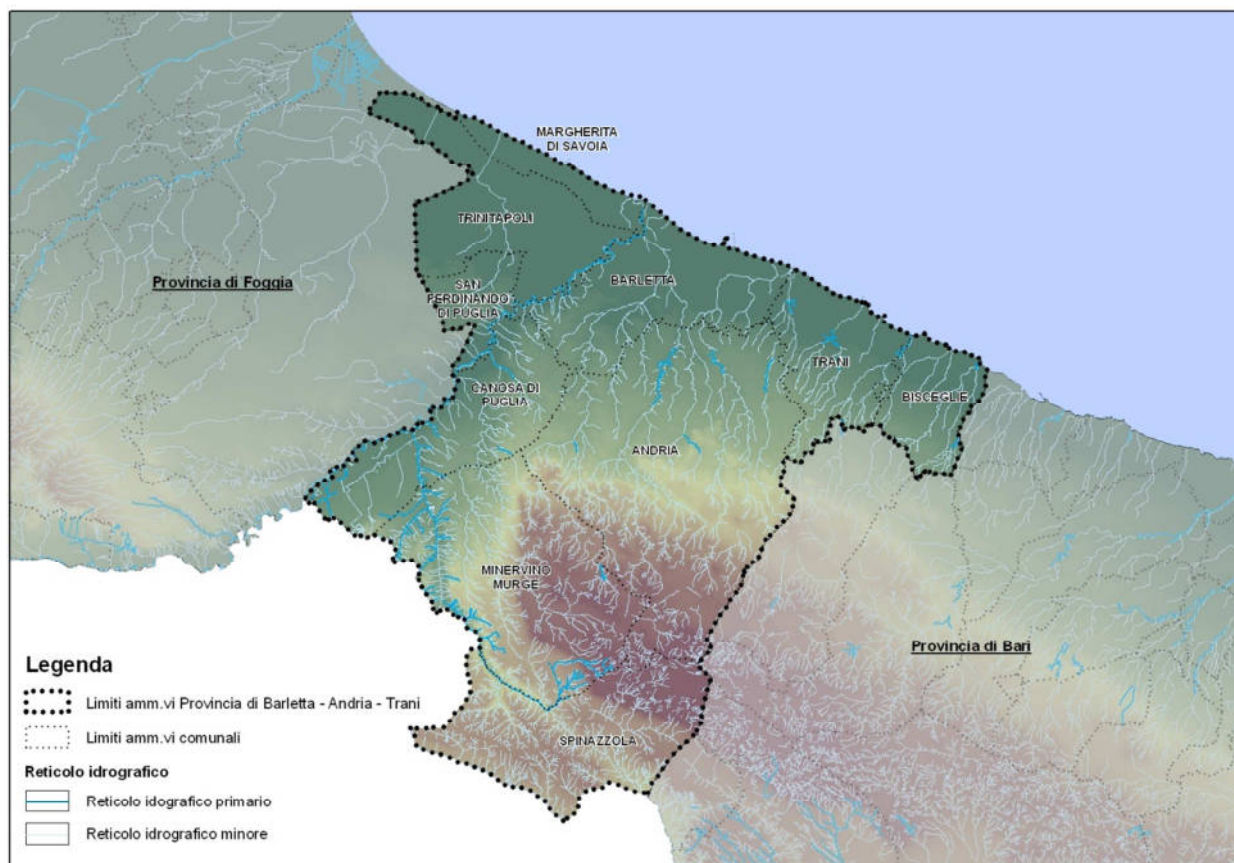 MARGHERITA
DI SAVOIA
TRINITAPOLI
Provincia di Foggia
SAN
FERDINANDO
DI PUGLIA
BARLETTA
TRANI
CANOSA DI
PUGLIA
BISCEGLIE
ANDRIA
MINERVINO
MURGE
Provincia di Bari
SPINAZZOLA
Legenda
Limiti amm.vi Provincia di Barletta - Andria - Trani
Limiti amm.vi comunali
Reticolo idrografico
Reticolo idografico primario
Reticolo idrografico minore